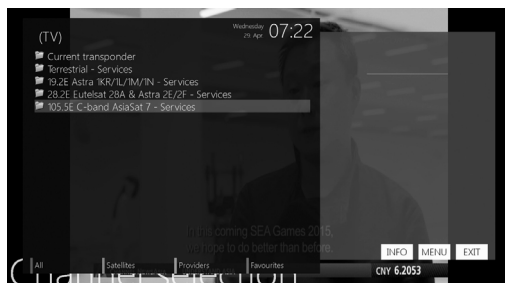 (TV)
Wednesday
29 Apr 07:22
Current transponder
Terrestrial - Services
19.2E Astra 1KR/1L/1M/1N - Services
28.2E Eutelsat 28A & Astra 2E/2F - Services
105.5E C-band AsiaSat 7 - Services
In this coming SEA Games 2015,
we hope to do better than before.
INFO MENU EXIT
All Satellites Providers Favourites
Channel selection
CNY 6.2053